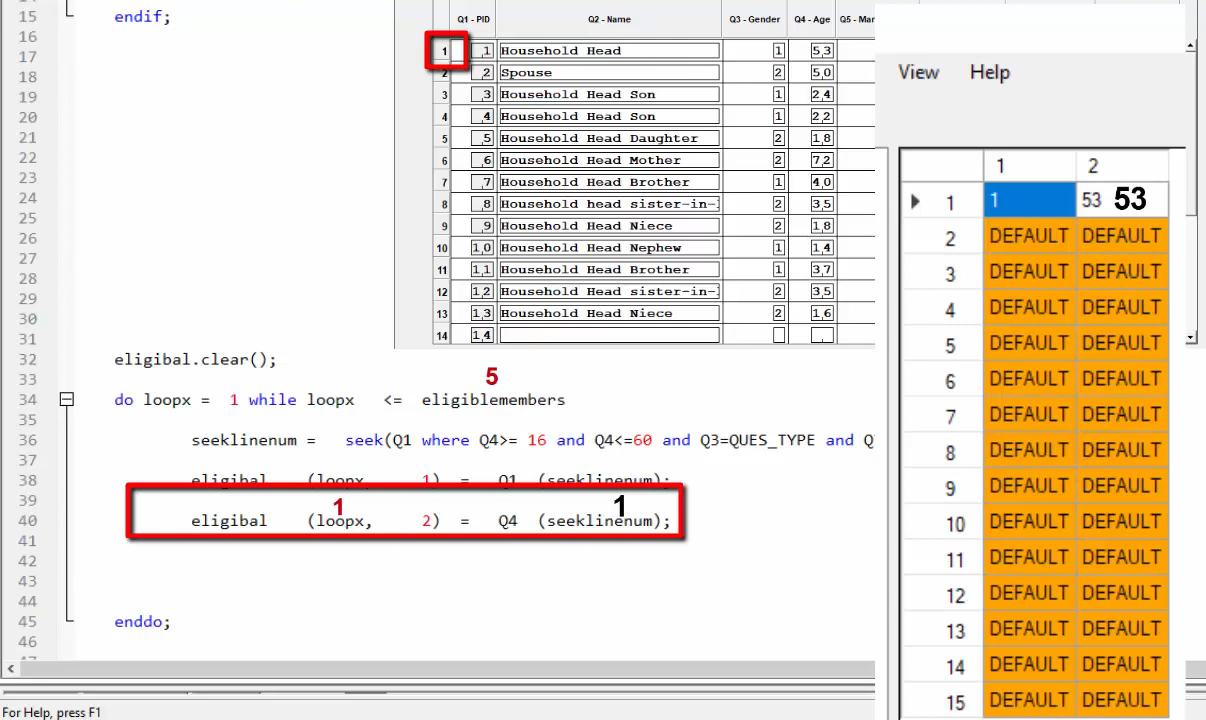 15 endif;
16
17
18
19
20
21
22
23
24
25
26
27
28
29
30
31
32 eligibal.clear();
33
5
34 do loopx = 1 while loopx <= eligiblemembers
35
36 seeklinenum = seek(Q1 where Q4>= 16 and Q4<=60 and Q3=QUES_TYPE and Q
37
38 eligibal (loopx, 1) = Q1 (seeklinenum);
39
1 1
40 eligibal (loopx, 2) = Q4 (seeklinenum);
41
42
43
44
45 enddo;
46
For Help, press F1
Q1 - PID Q2 - Name Q3 - Gender Q4 - Age Q5 - Mar
1 1 Household Head 1 53
2 2 Spouse 2 50
3 3 Household Head Son 1 24
4 4 Household Head Son 1 22
5 5 Household Head Daughter 2 18
6 6 Household Head Mother 2 72
7 7 Household Head Brother 1 40
8 8 Household head sister-in- 2 35
9 9 Household Head Niece 2 18
10 10 Household Head Nephew 1 14
11 11 Household Head Brother 1 37
12 12 Household Head sister-in- 2 35
13 13 Household Head Niece 2 16
14 14
View Help
1 2
1 1 53 53
2 DEFAULT DEFAULT
3 DEFAULT DEFAULT
4 DEFAULT DEFAULT
5 DEFAULT DEFAULT
6 DEFAULT DEFAULT
7 DEFAULT DEFAULT
8 DEFAULT DEFAULT
9 DEFAULT DEFAULT
10 DEFAULT DEFAULT
11 DEFAULT DEFAULT
12 DEFAULT DEFAULT
13 DEFAULT DEFAULT
14 DEFAULT DEFAULT
15 DEFAULT DEFAULT